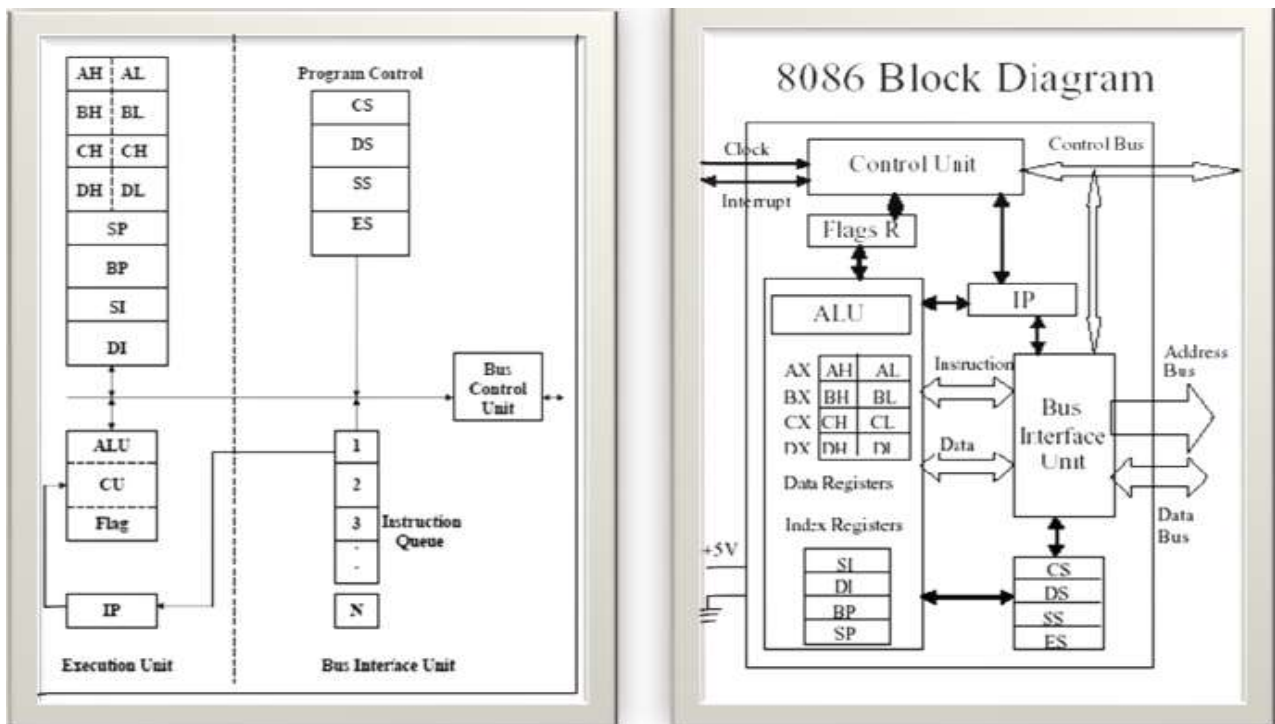 AH AL
BH BL
CH CH
DH DL
SP
BP
SI
DI
ALU
CU
Flag
IP
Execution Unit
Program Control
CS
DS
SS
ES
Bus
Control
Unit
1
2
3
Instruction
Queue
-
-
N
Bus Interface Unit
8086 Block Diagram
Clock
Interrupt
Control Unit
Control Bus
Flags R
IP
ALU
AX AH AL
BX BH BL
CX CH CL
DX DH DL
Data Registers
Index Registers
SI
DI
BP
SP
Instruction
Data
Bus
Interface
Unit
Address
Bus
Data
Bus
+5V
CS
DS
SS
ES